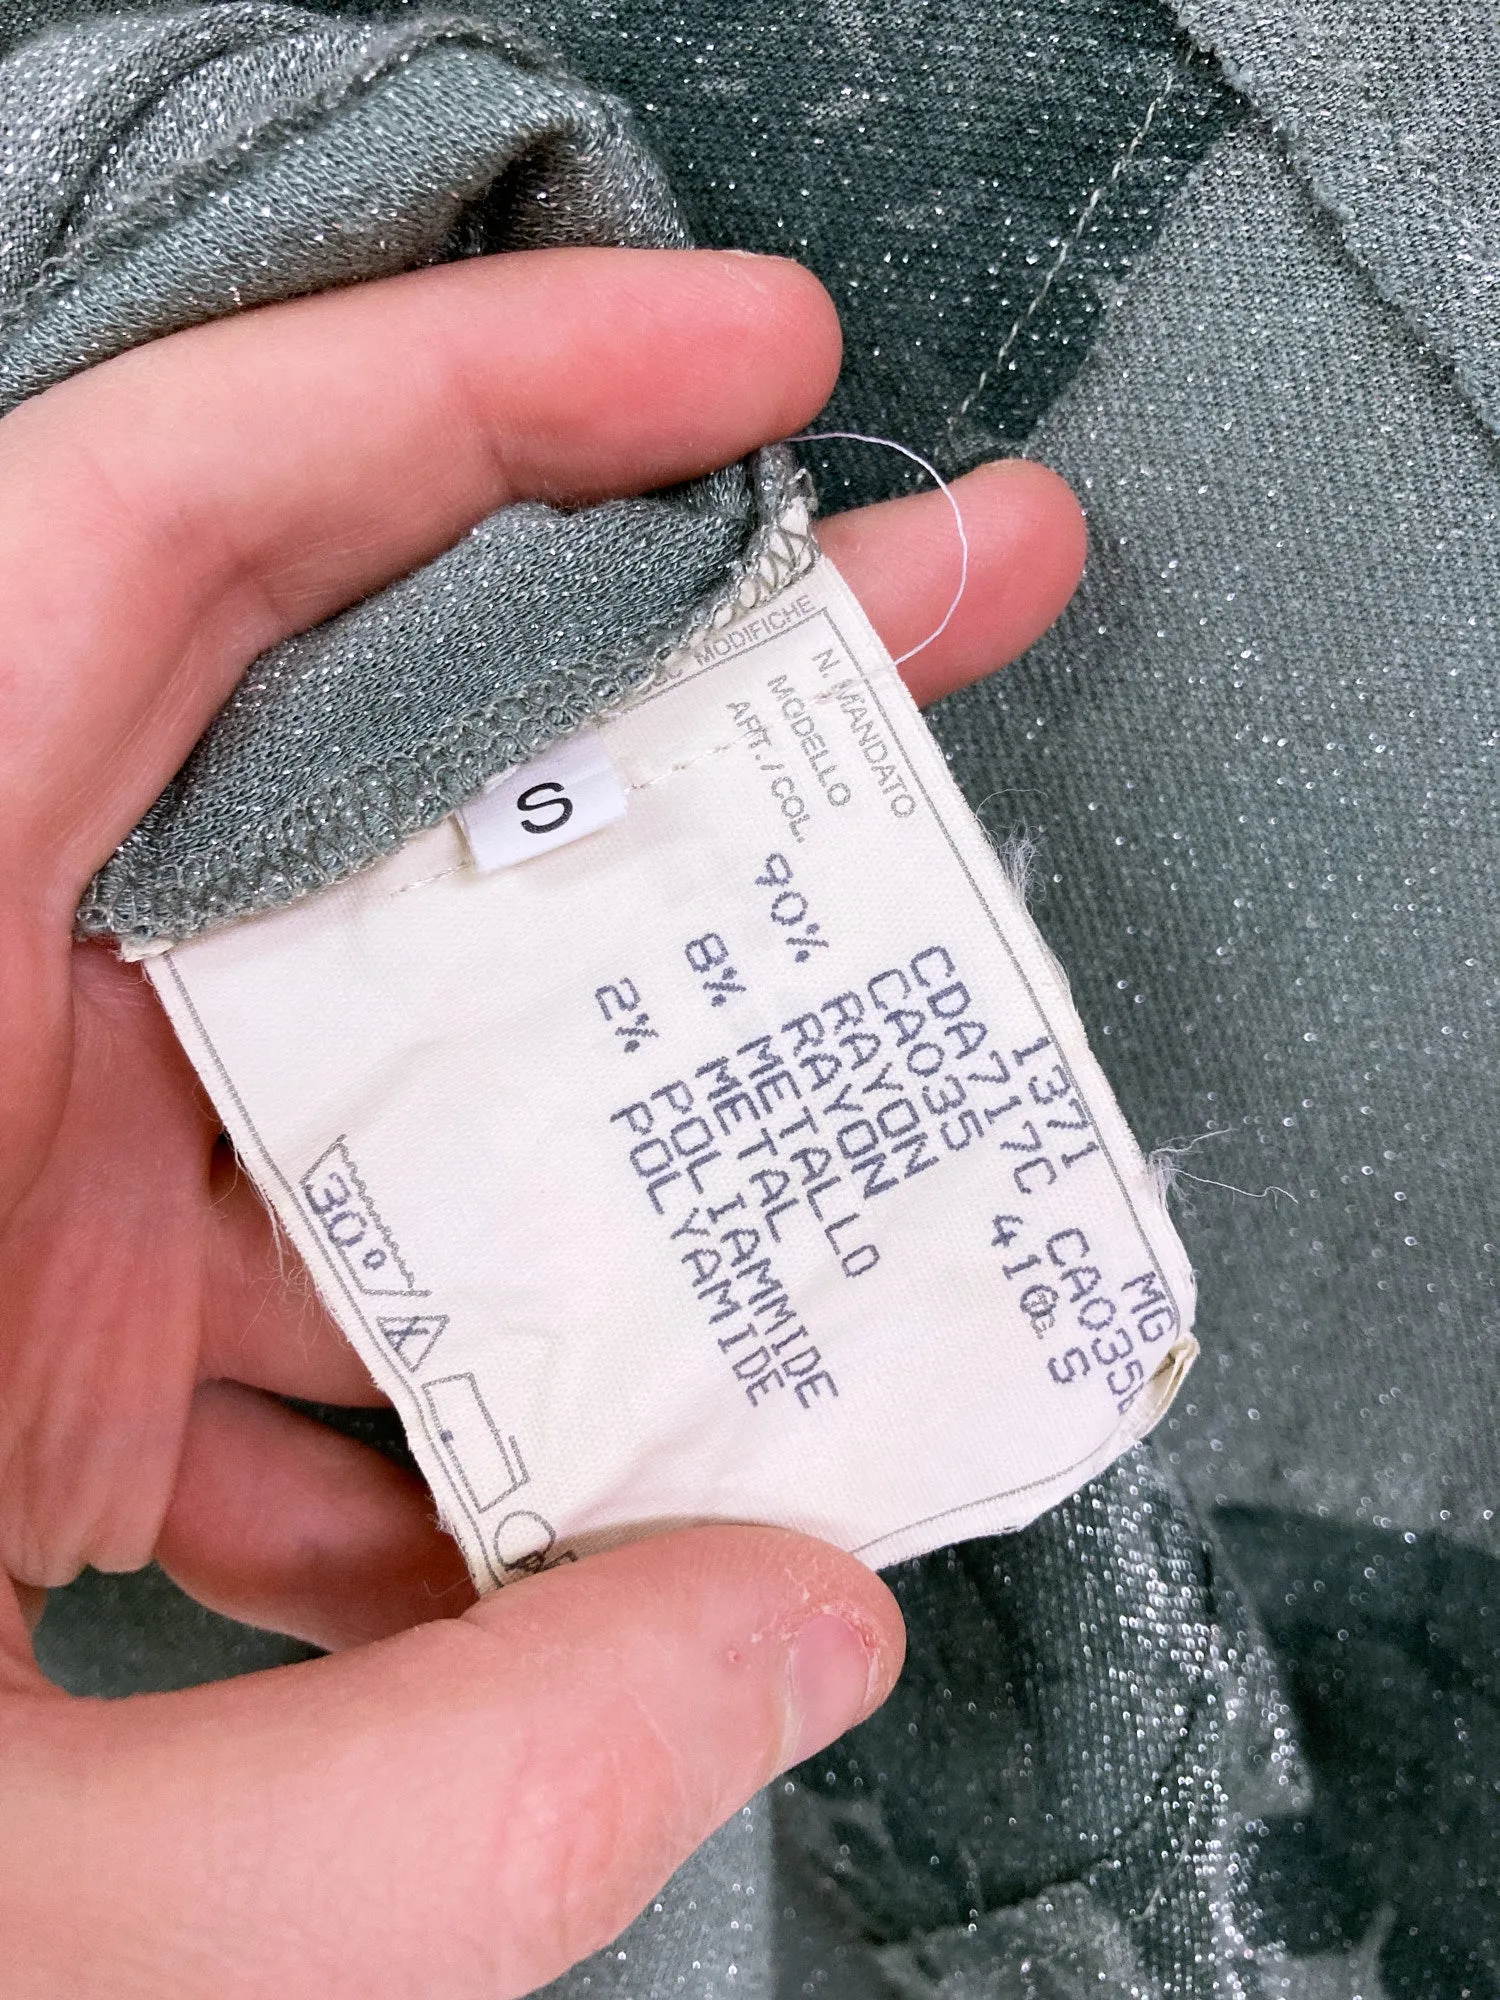 S
MODIFICHE
N. MANDATO 1371 MG
MODELLO CDA717C CA035
ART./COL. CA035 410 S
90% RAYON
RAYON
8% METALLO
METAL
2% POLIAMMIDE
POLYAMIDE
30°